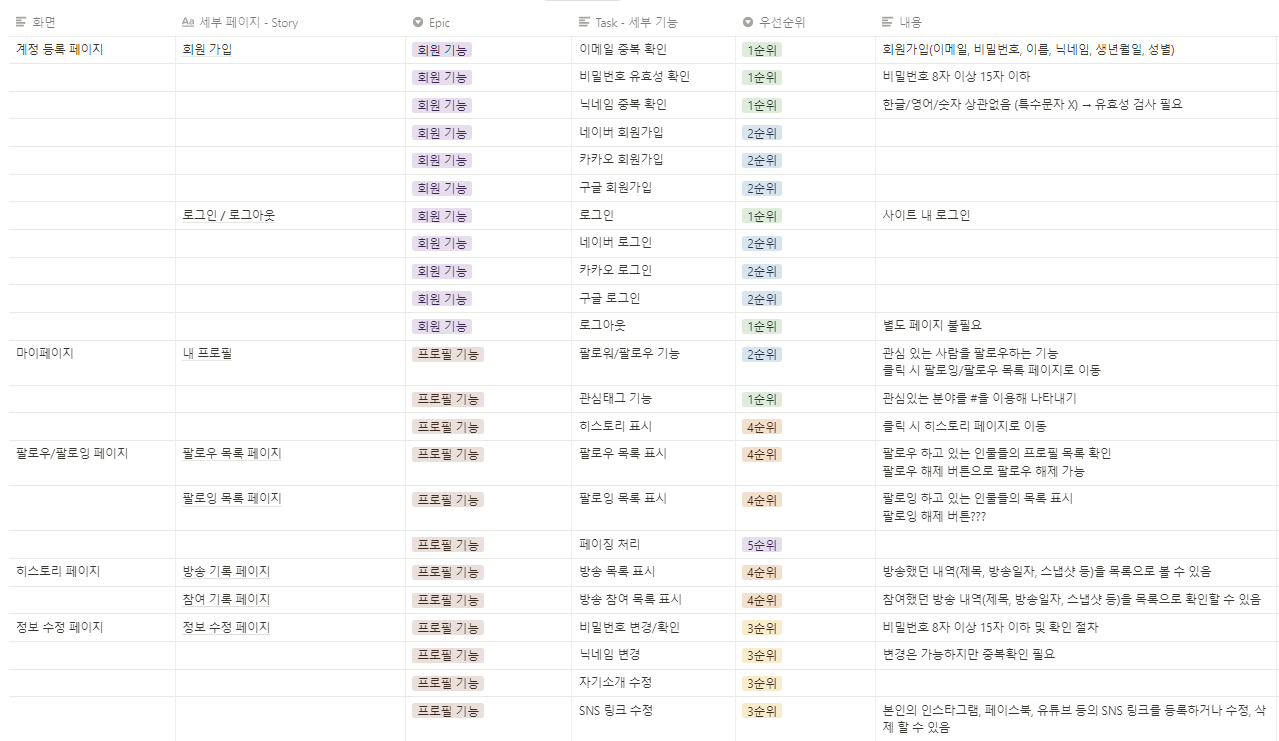 화면 세부 페이지 - Story Epic Task - 세부 기능 우선순위 내용
계정 등록 페이지 회원 가입 회원 기능 이메일 중복 확인 1순위 회원가입(이메일, 비밀번호, 이름, 닉네임, 생년월일, 성별)
회원 기능 비밀번호 유효성 확인 1순위 비밀번호 8자 이상 15자 이하
회원 기능 닉네임 중복 확인 1순위 한글/영어/숫자 상관없음 (특수문자 X) → 유효성 검사 필요
회원 기능 네이버 회원가입 2순위
회원 기능 카카오 회원가입 2순위
회원 기능 구글 회원가입 2순위
로그인 / 로그아웃 회원 기능 로그인 1순위 사이트 내 로그인
회원 기능 네이버 로그인 2순위
회원 기능 카카오 로그인 2순위
회원 기능 구글 로그인 2순위
회원 기능 로그아웃 1순위 별도 페이지 불필요
마이페이지 내 프로필 프로필 기능 팔로워/팔로우 기능 2순위 관심 있는 사람을 팔로우하는 기능
클릭 시 팔로잉/팔로우 목록 페이지로 이동
프로필 기능 관심태그 기능 1순위 관심있는 분야를 #을 이용해 나타내기
프로필 기능 히스토리 표시 4순위 클릭 시 히스토리 페이지로 이동
팔로우/팔로잉 페이지 팔로우 목록 페이지 프로필 기능 팔로우 목록 표시 4순위 팔로우 하고 있는 인물들의 프로필 목록 확인
팔로우 해제 버튼으로 팔로우 해제 가능
팔로잉 목록 페이지 프로필 기능 팔로잉 목록 표시 4순위 팔로잉 하고 있는 인물들의 목록 표시
팔로잉 해제 버튼???
프로필 기능 페이징 처리 5순위
히스토리 페이지 방송 기록 페이지 프로필 기능 방송 목록 표시 4순위 방송했던 내역(제목, 방송일자, 스냅샷 등)을 목록으로 볼 수 있음
참여 기록 페이지 프로필 기능 방송 참여 목록 표시 4순위 참여했던 방송 내역(제목, 방송일자, 스냅샷 등)을 목록으로 확인할 수 있음
정보 수정 페이지 정보 수정 페이지 프로필 기능 비밀번호 변경/확인 3순위 비밀번호 8자 이상 15자 이하 및 확인 절차
프로필 기능 닉네임 변경 3순위 변경은 가능하지만 중복확인 필요
프로필 기능 자기소개 수정 3순위
프로필 기능 SNS 링크 수정 3순위 본인의 인스타그램, 페이스북, 유튜브 등의 SNS 링크를 등록하거나 수정, 삭
제 할 수 있음